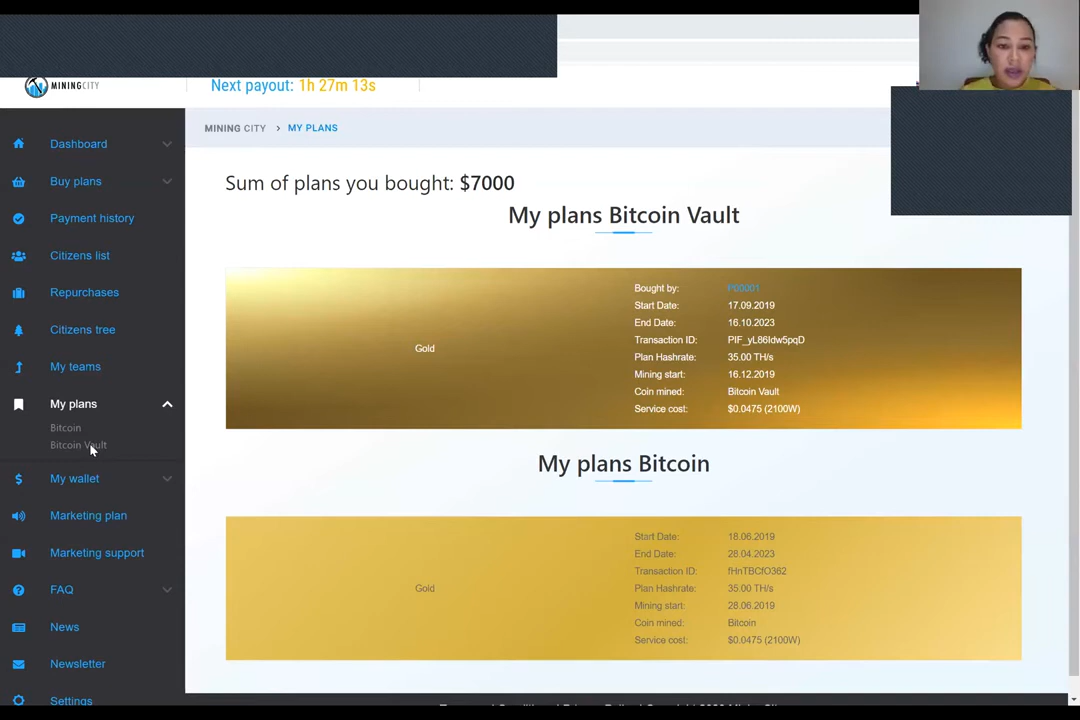 MININGCITY
Next payout: 1h 27m 13s
MINING CITY > MY PLANS
Dashboard
Buy plans
Payment history
Citizens list
Repurchases
Citizens tree
My teams
My plans
Bitcoin
Bitcoin Vault
My wallet
Marketing plan
Marketing support
FAQ
News
Newsletter
Settings
Sum of plans you bought: $7000
My plans Bitcoin Vault
Gold
Bought by: P00001
Start Date: 17.09.2019
End Date: 16.10.2023
Transaction ID: PIF_yL86Idw5pqD
Plan Hashrate: 35.00 TH/s
Mining start: 16.12.2019
Coin mined: Bitcoin Vault
Service cost: $0.0475 (2100W)
My plans Bitcoin
Gold
Start Date: 18.06.2019
End Date: 28.04.2023
Transaction ID: fHnTBCfO362
Plan Hashrate: 35.00 TH/s
Mining start: 28.06.2019
Coin mined: Bitcoin
Service cost: $0.0475 (2100W)